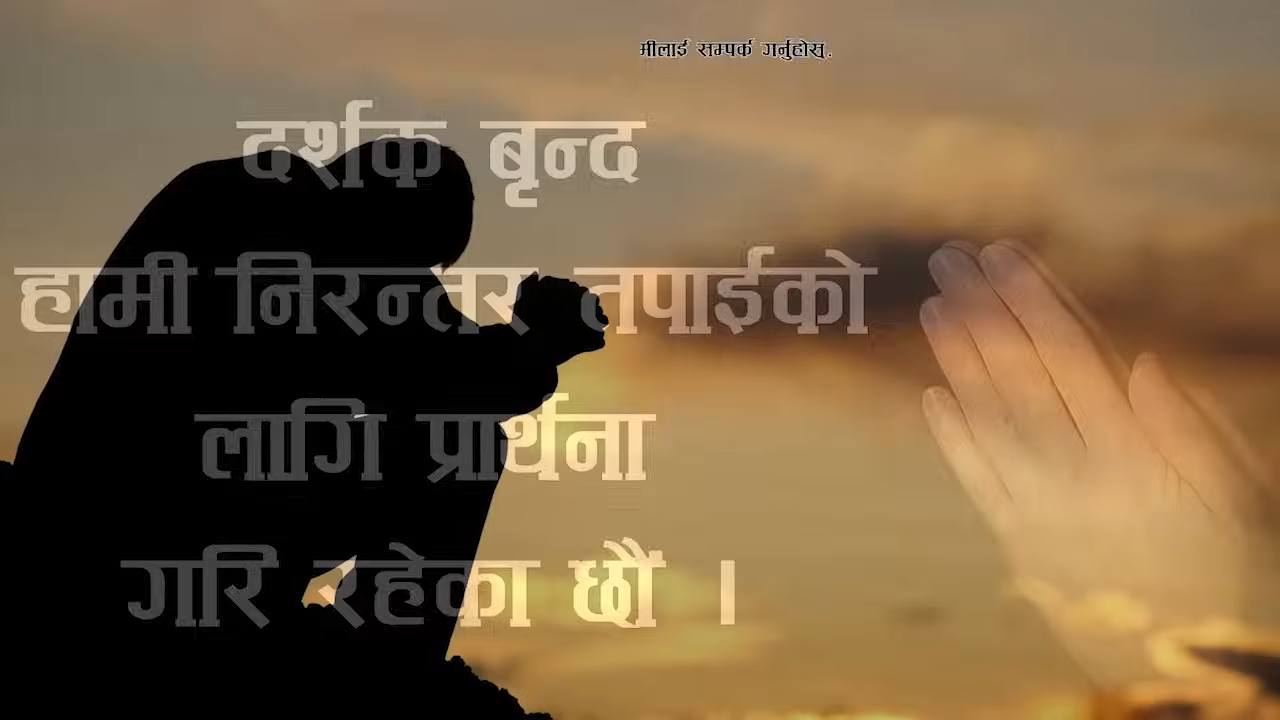 मीलाई सम्पर्क गर्नुहोस्.
दर्शक बृन्द
हामी निरन्तर तपाईको
लागि प्रार्थना
गरि रहेका छौं ।